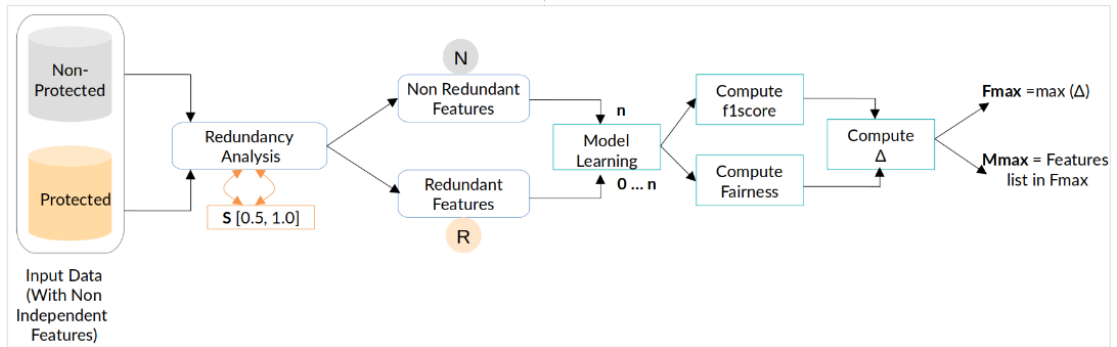 Non-
Protected
Protected
Input Data
(With Non
Independent
Features)
Redundancy
Analysis
S [0.5, 1.0]
N
Non Redundant
Features
Redundant
Features
R
n
Model
Learning
0 ... n
Compute
f1score
Compute
Fairness
Compute
Δ
Fmax =max (Δ)
Mmax = Features
list in Fmax